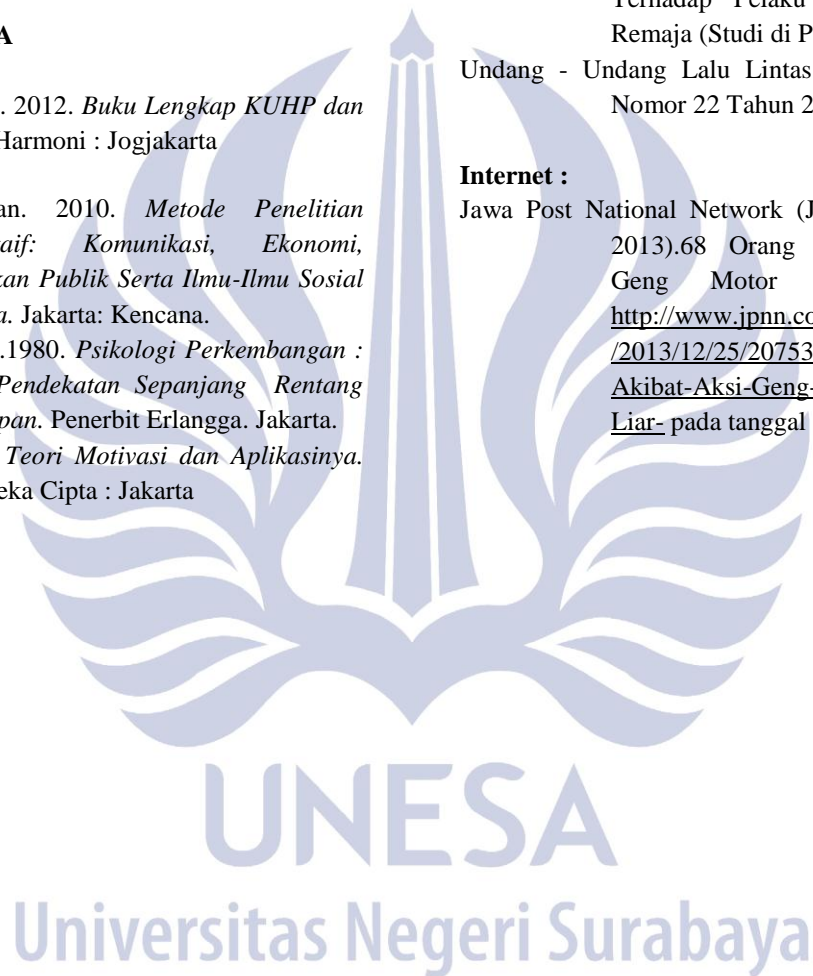 A
. 2012. Buku Lengkap KUHP dan
Harmoni : Jogjakarta
an. 2010. Metode Penelitian
aif: Komunikasi, Ekonomi,
kan Publik Serta Ilmu-Ilmu Sosial
a. Jakarta: Kencana.
.1980. Psikologi Perkembangan :
Pendekatan Sepanjang Rentang
pan. Penerbit Erlangga. Jakarta.
Teori Motivasi dan Aplikasinya.
eka Cipta : Jakarta
Terhadap Pelaku
Remaja (Studi di P
Undang - Undang Lalu Lintas
Nomor 22 Tahun 2
Internet :
Jawa Post National Network (J
2013).68 Orang
Geng Motor
http://www.jpnn.co
/2013/12/25/20753
Akibat-Aksi-Geng-
Liar- pada tanggal
UNESA
Universitas Negeri Surabaya